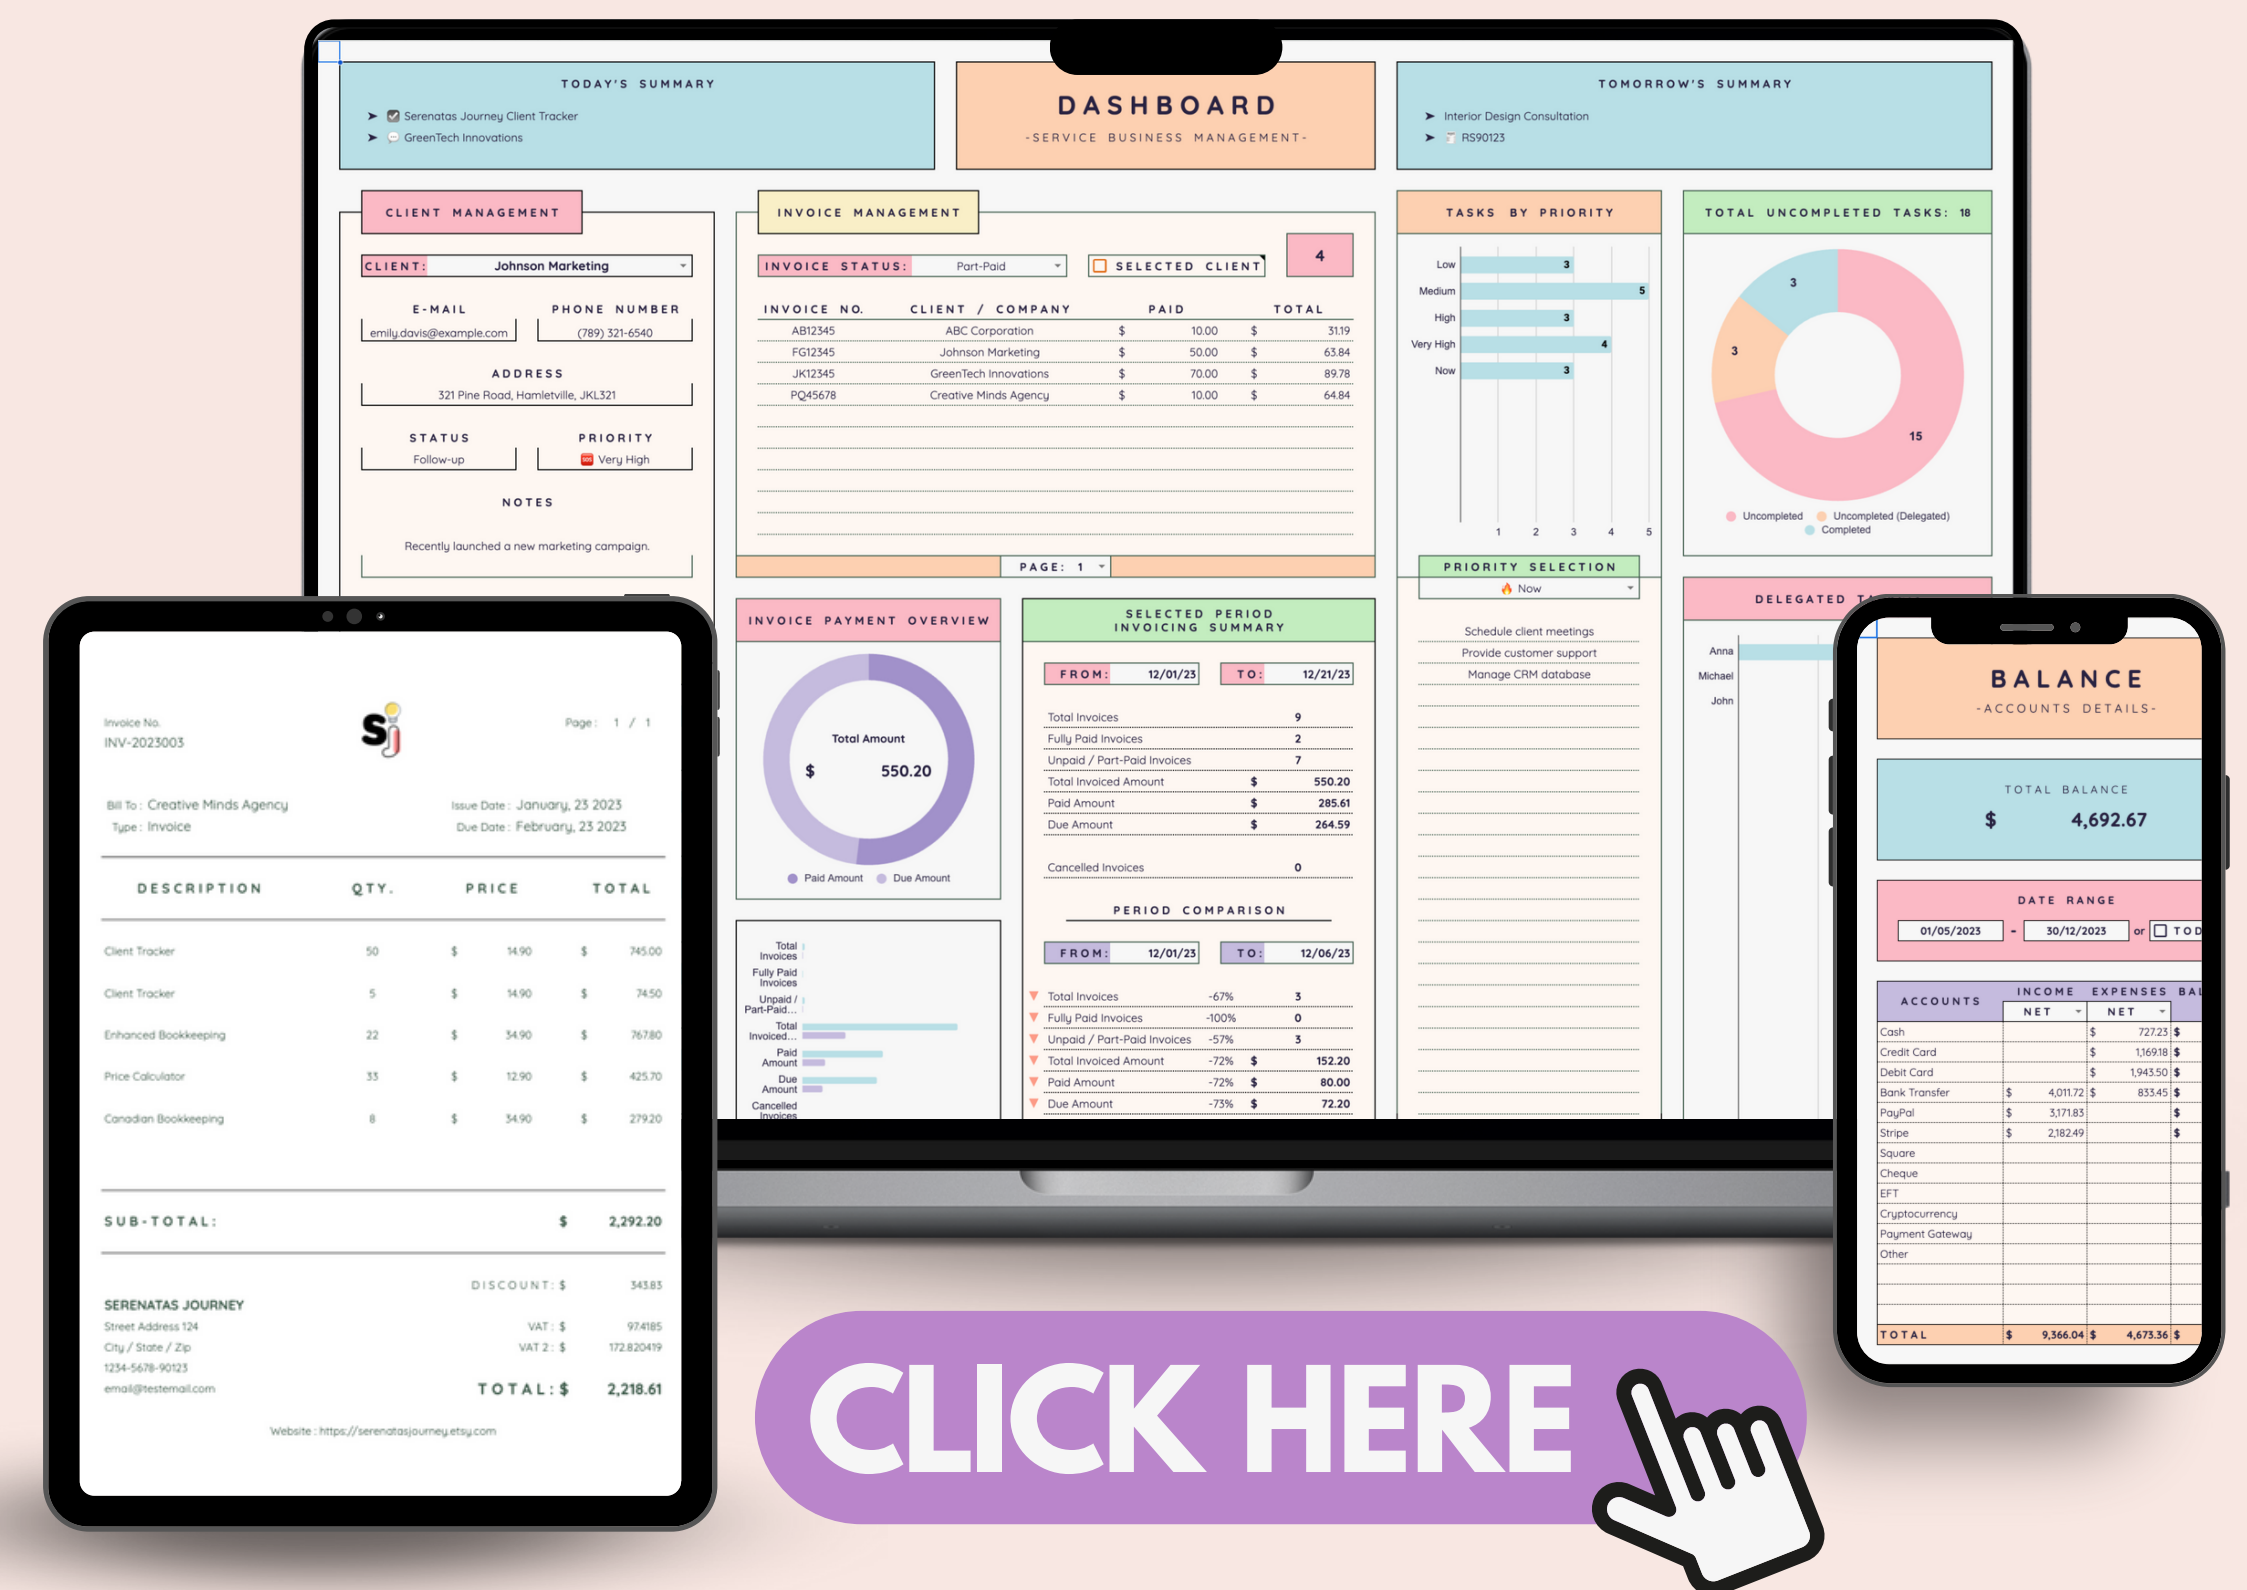 TODAY'S SUMMARY
➤ ☑ Serenatas Journey Client Tracker
➤ 💬 GreenTech Innovations
DASHBOARD
-SERVICE BUSINESS MANAGEMENT-
TOMORROW'S SUMMARY
➤ Interior Design Consultation
➤ RS90123
CLIENT MANAGEMENT
CLIENT: Johnson Marketing
E-MAIL PHONE NUMBER
emily.davis@example.com (789) 321-6540
ADDRESS
321 Pine Road, Hamletville, JKL321
STATUS PRIORITY
Follow-up 🆘 Very High
NOTES
Recently launched a new marketing campaign.
INVOICE MANAGEMENT
INVOICE STATUS: Part-Paid SELECTED CLIENT 4
INVOICE NO. CLIENT / COMPANY PAID TOTAL
AB12345 ABC Corporation $ 10.00 $ 31.19
FG12345 Johnson Marketing $ 50.00 $ 63.84
JK12345 GreenTech Innovations $ 70.00 $ 89.78
PQ45678 Creative Minds Agency $ 10.00 $ 64.84
PAGE: 1
TASKS BY PRIORITY
Low 3
Medium 5
High 3
Very High 4
Now 3
1 2 3 4 5
PRIORITY SELECTION
🔥 Now
Schedule client meetings
Provide customer support
Manage CRM database
TOTAL UNCOMPLETED TASKS: 18
3
3
15
Uncompleted Uncompleted (Delegated)
Completed
DELEGATED
Anna
Michael
John
INVOICE PAYMENT OVERVIEW
Total Amount
$ 550.20
Paid Amount Due Amount
Total
Invoices
Fully Paid
Invoices
Unpaid /
Part-Paid...
Total
Invoiced...
Paid
Amount
Due
Amount
Cancelled
Invoices
SELECTED PERIOD
INVOICING SUMMARY
FROM: 12/01/23 TO: 12/21/23
Total Invoices 9
Fully Paid Invoices 2
Unpaid / Part-Paid Invoices 7
Total Invoiced Amount $ 550.20
Paid Amount $ 285.61
Due Amount $ 264.59
Cancelled Invoices 0
PERIOD COMPARISON
FROM: 12/01/23 TO: 12/06/23
Total Invoices -67% 3
Fully Paid Invoices -100% 0
Unpaid / Part-Paid Invoices -57% 3
Total Invoiced Amount -72% $ 152.20
Paid Amount -72% $ 80.00
Due Amount -73% $ 72.20
Invoice No.
INV-2023003
Sj
Page: 1 / 1
Bill To: Creative Minds Agency
Type: Invoice
Issue Date: January, 23 2023
Due Date: February, 23 2023
DESCRIPTION QTY. PRICE TOTAL
Client Tracker 50 $ 14.90 $ 745.00
Client Tracker 5 $ 14.90 $ 74.50
Enhanced Bookkeeping 22 $ 34.90 $ 767.80
Price Calculator 33 $ 12.90 $ 425.70
Canadian Bookkeeping 8 $ 34.90 $ 279.20
SUB-TOTAL: $ 2,292.20
DISCOUNT: $ 343.83
SERENATAS JOURNEY
Street Address 124
City / State / Zip
1234-5678-90123
email@testemail.com
VAT: $ 97.4185
VAT 2: $ 172.820419
TOTAL: $ 2,218.61
Website : https://serenatasjourney.etsy.com
BALANCE
-ACCOUNTS DETAILS-
TOTAL BALANCE
$ 4,692.67
DATE RANGE
01/05/2023 - 30/12/2023 or TOD
ACCOUNTS INCOME EXPENSES BAL
NET NET
Cash $ 727.23 $
Credit Card $ 1,169.18 $
Debit Card $ 1,943.50 $
Bank Transfer $ 4,011.72 $ 833.45 $
PayPal $ 3,171.83 $
Stripe $ 2,182.49 $
Square
Cheque
EFT
Cryptocurrency
Payment Gateway
Other
TOTAL $ 9,366.04 $ 4,673.36 $
CLICK HERE